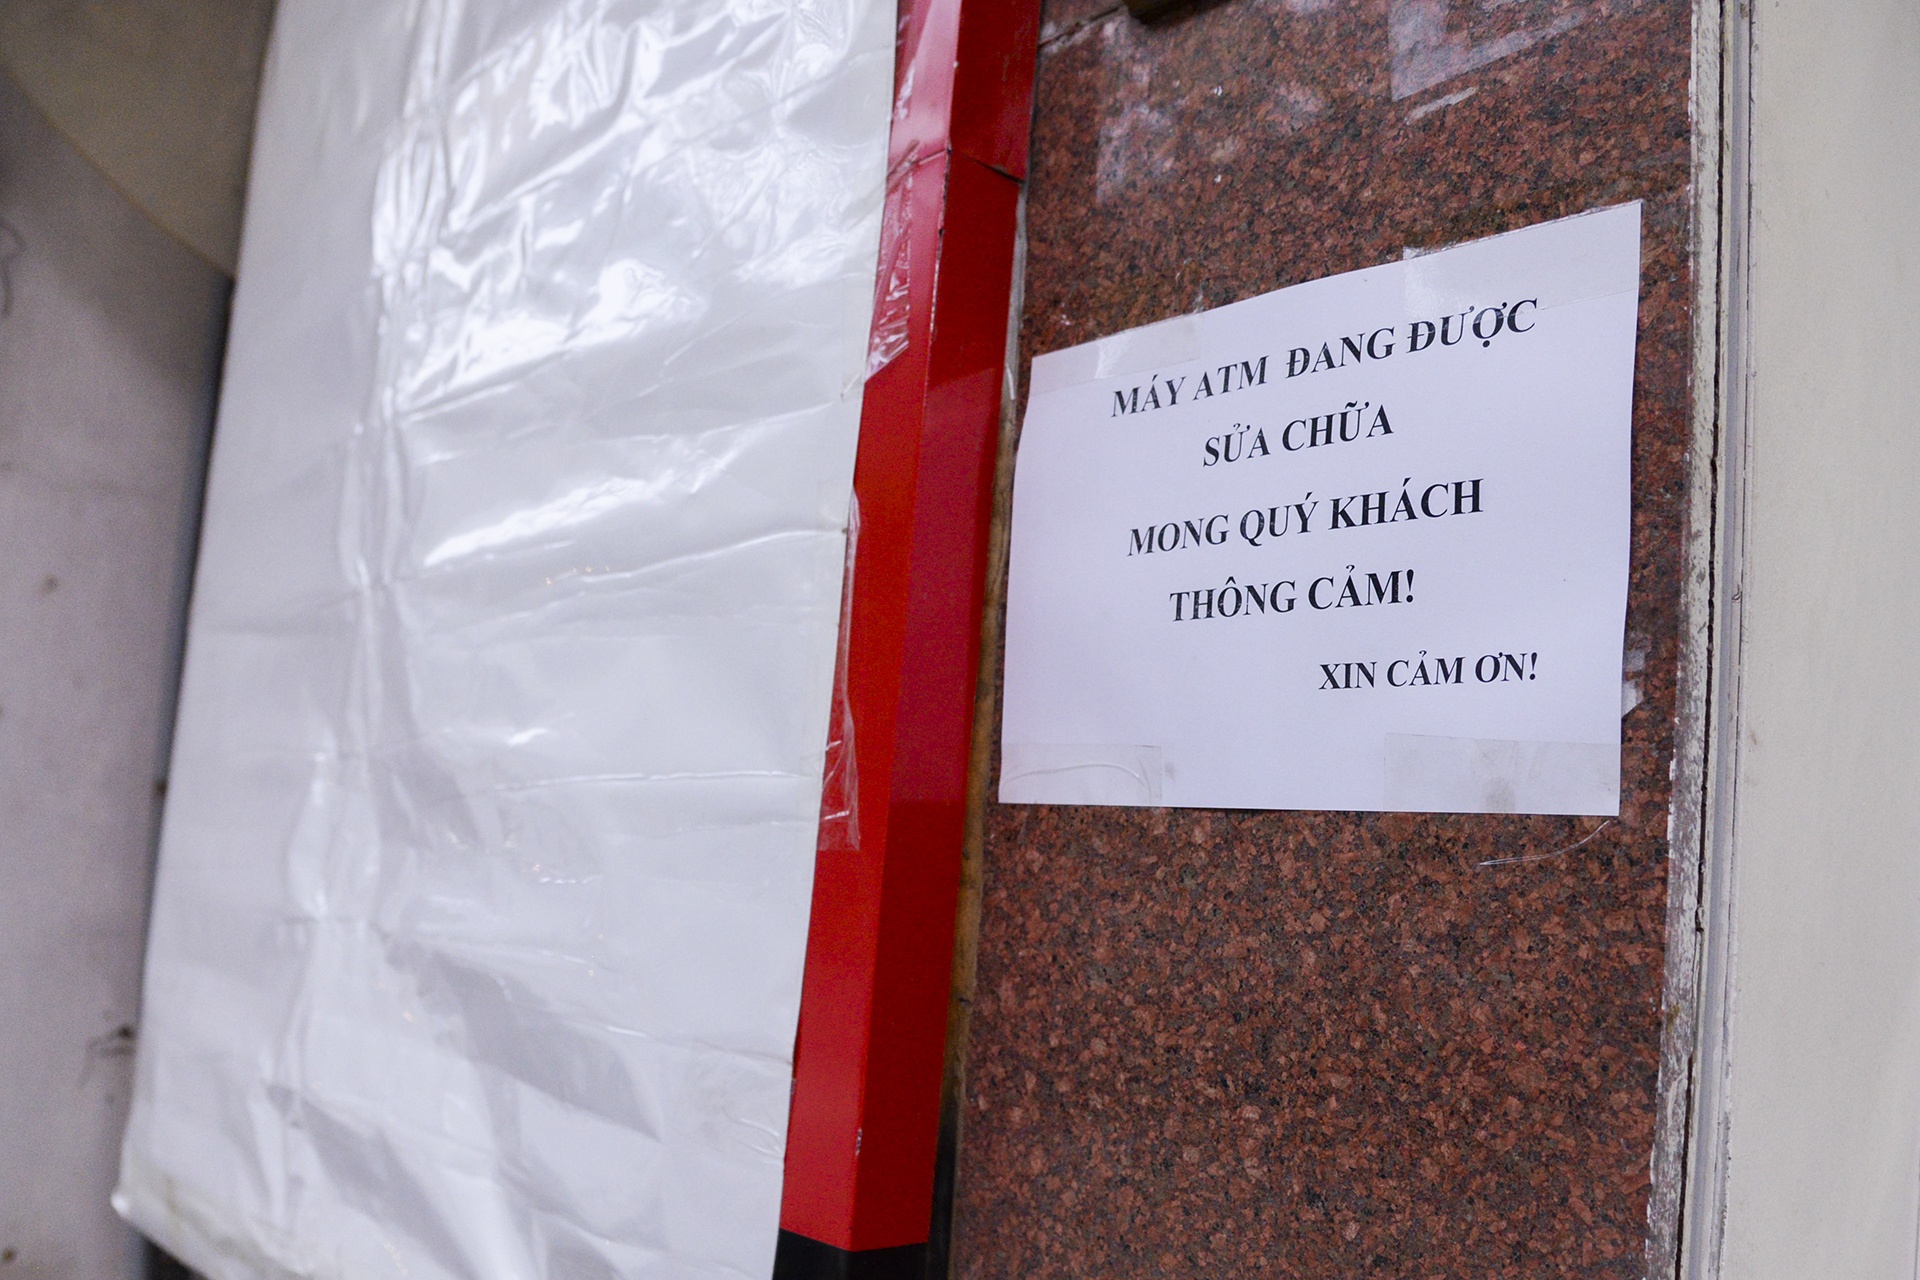 MÁY ATM ĐANG ĐƯỢC
SỬA CHỮA
MONG QUÝ KHÁCH
THÔNG CẢM!
XIN CẢM ƠN!